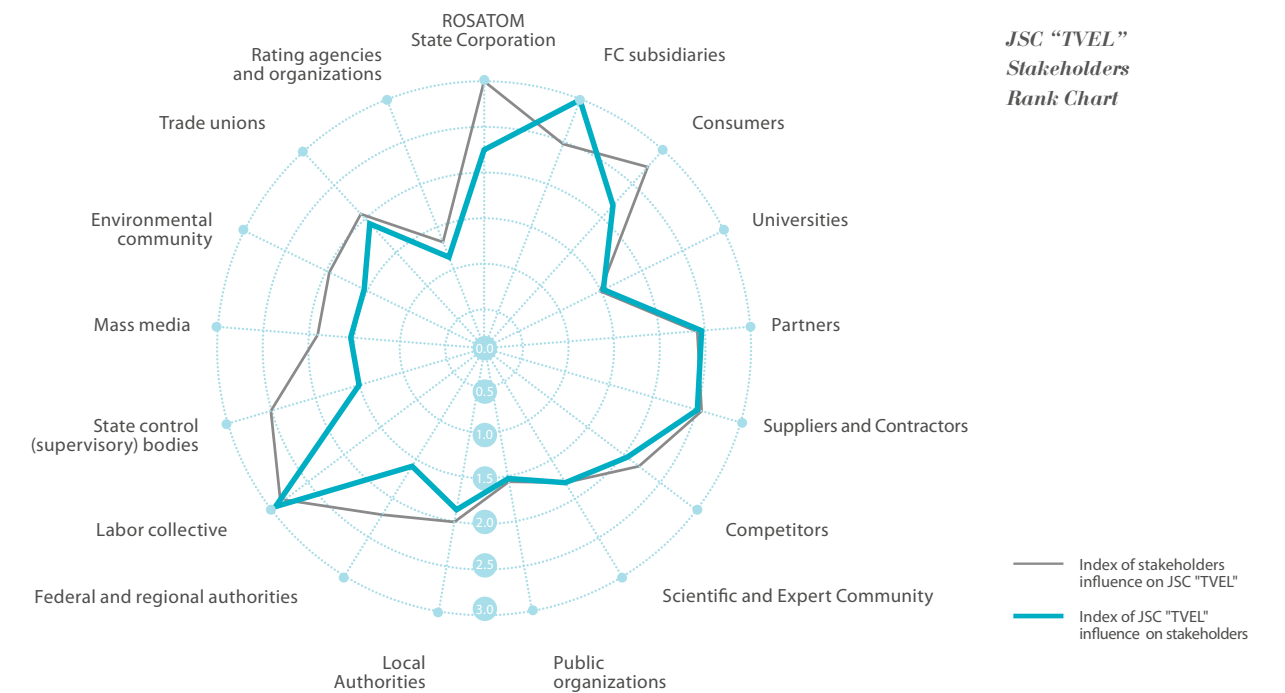 JSC “TVEL”
Stakeholders
Rank Chart
ROSATOM
State Corporation
FC subsidiaries
Consumers
Universities
Partners
Suppliers and Contractors
Competitors
Scientific and Expert Community
Public
organizations
Local
Authorities
Federal and regional authorities
Labor collective
State control
(supervisory) bodies
Mass media
Environmental
community
Trade unions
Rating agencies
and organizations
0.0
0.5
1.0
1.5
2.0
2.5
3.0
Index of stakeholders
influence on JSC "TVEL"
Index of JSC "TVEL"
influence on stakeholders